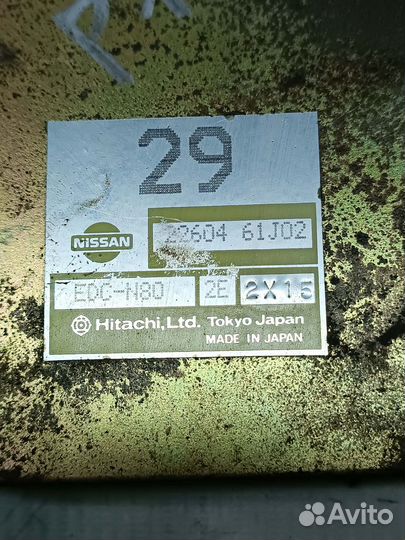 29
NISSAN
22604 61J02
EDC-N80 2E 2X15
Hitachi, Ltd. Tokyo Japan
MADE IN JAPAN
Avito